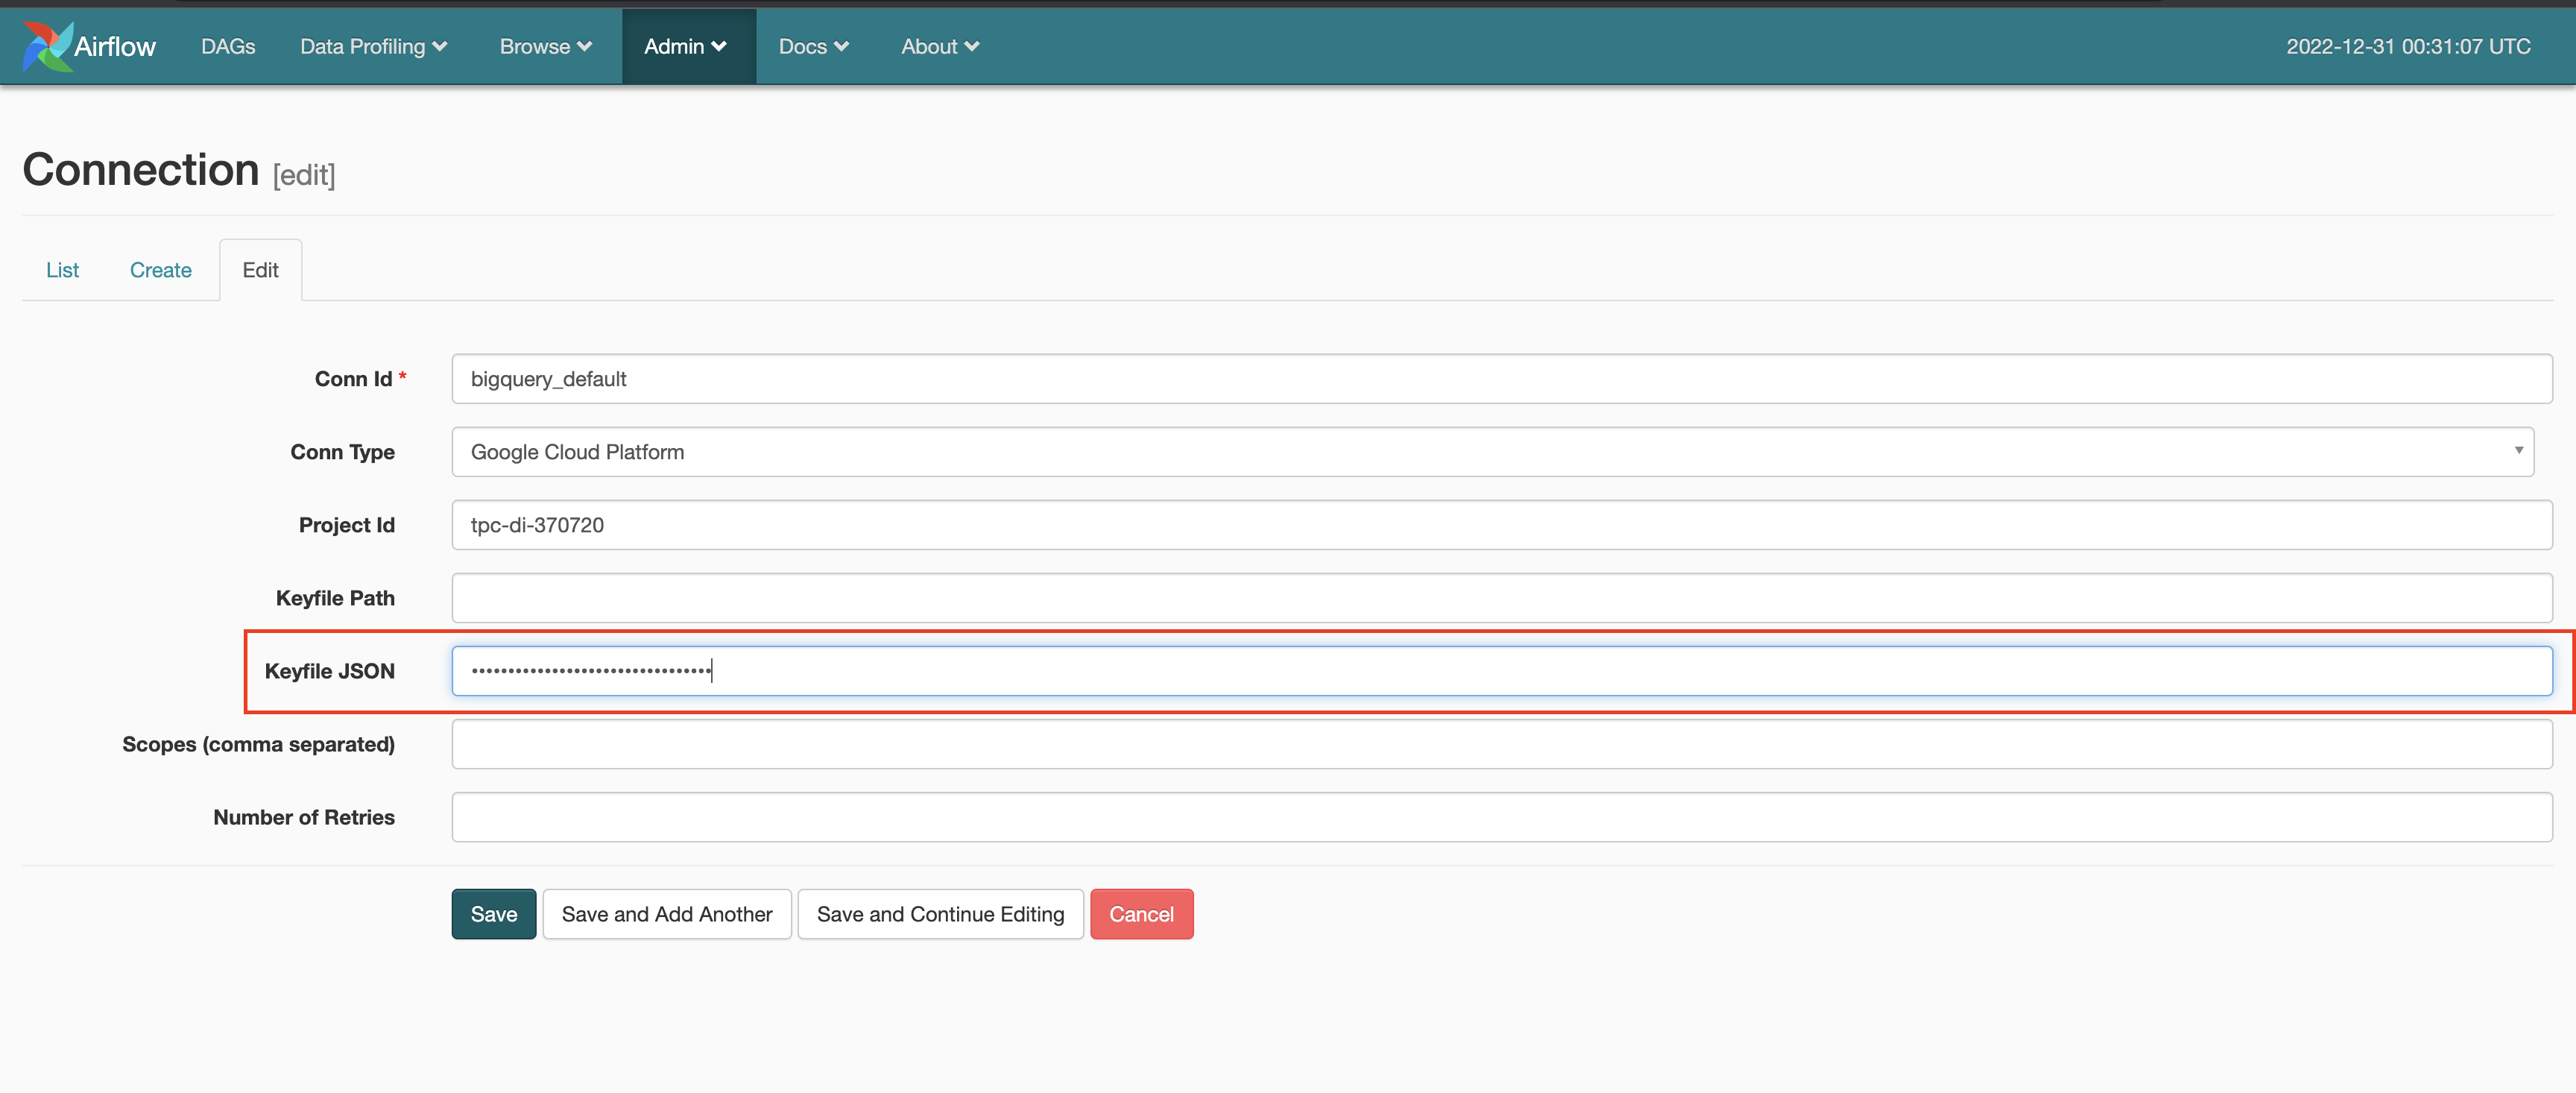 Airflow DAGs Data Profiling Browse Admin Docs About 2022-12-31 00:31:07 UTC
Connection [edit]
List Create Edit
Conn Id * bigquery_default
Conn Type Google Cloud Platform
Project Id tpc-di-370720
Keyfile Path
Keyfile JSON •••••••••••••••••••••••••••••••••
Scopes (comma separated)
Number of Retries
Save Save and Add Another Save and Continue Editing Cancel